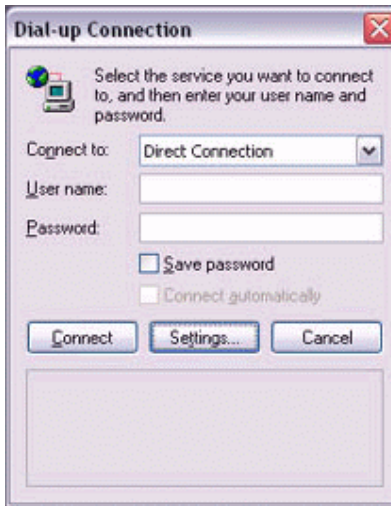 Dial-up Connection
Select the service you want to connect
to, and then enter your user name and
password.
Connect to: Direct Connection
User name:
Password:
Save password
Connect automatically
Connect Settings... Cancel